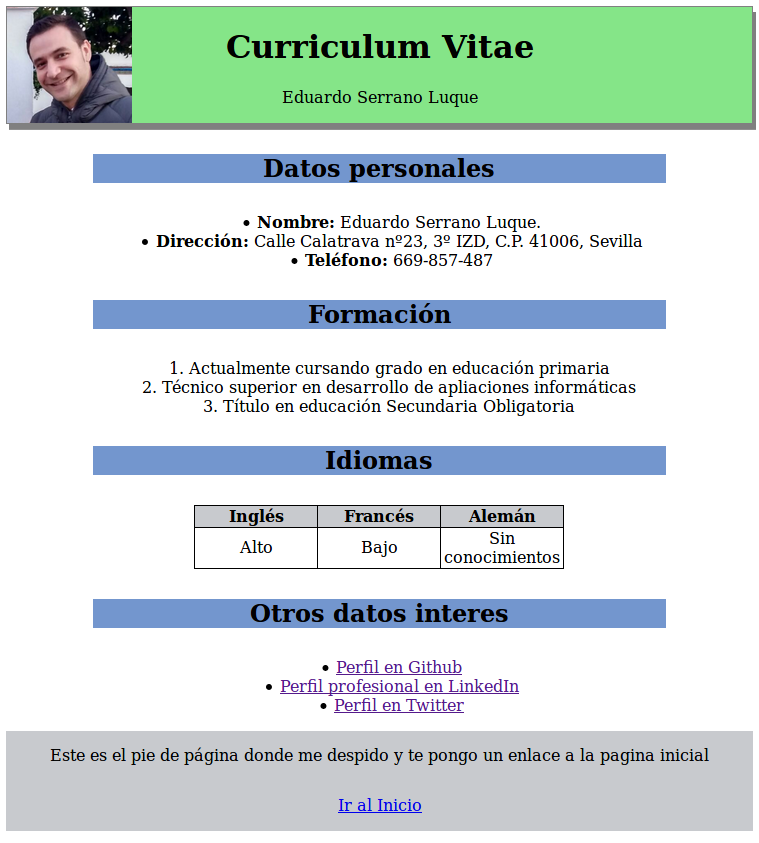 Curriculum Vitae
Eduardo Serrano Luque
Datos personales
• Nombre: Eduardo Serrano Luque.
• Dirección: Calle Calatrava nº23, 3º IZD, C.P. 41006, Sevilla
• Teléfono: 669-857-487
Formación
1. Actualmente cursando grado en educación primaria
2. Técnico superior en desarrollo de apliaciones informáticas
3. Título en educación Secundaria Obligatoria
Idiomas
Inglés Francés Alemán
Alto Bajo Sin
conocimientos
Otros datos interes
• Perfil en Github
• Perfil profesional en LinkedIn
• Perfil en Twitter
Este es el pie de página donde me despido y te pongo un enlace a la pagina inicial
Ir al Inicio